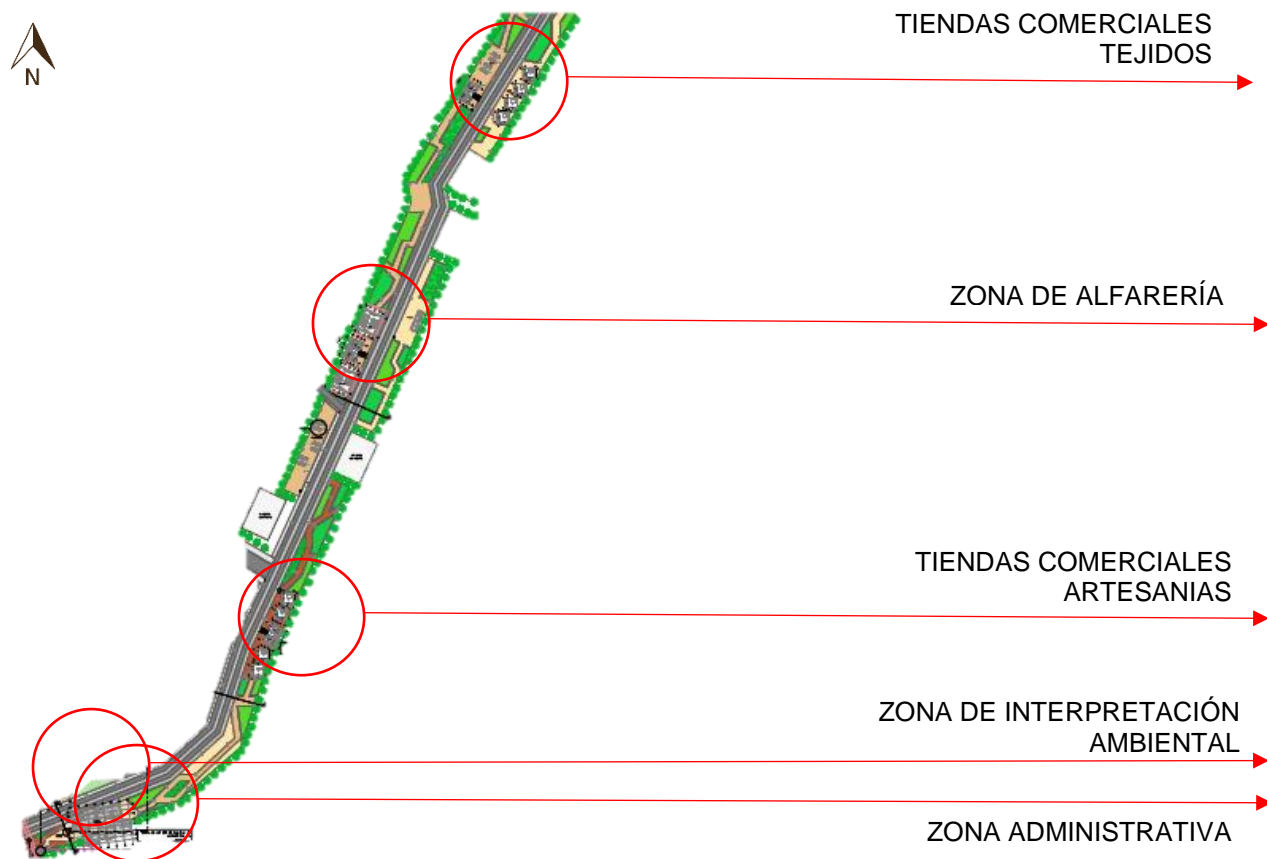 N
TIENDAS COMERCIALES
TEJIDOS
ZONA DE ALFARERÍA
TIENDAS COMERCIALES
ARTESANIAS
ZONA DE INTERPRETACIÓN
AMBIENTAL
ZONA ADMINISTRATIVA